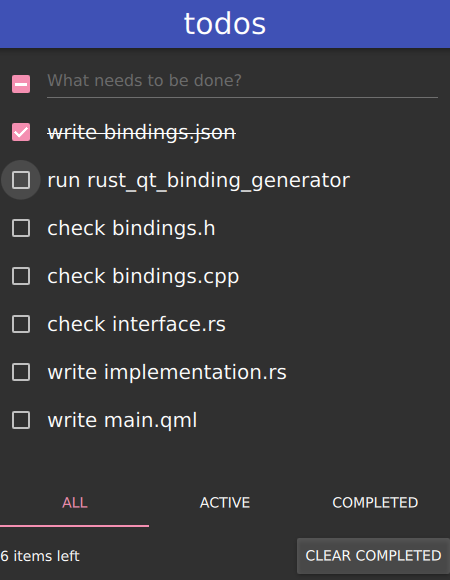 todos
What needs to be done?
write bindings.json
run rust_qt_binding_generator
check bindings.h
check bindings.cpp
check interface.rs
write implementation.rs
write main.qml
ALL ACTIVE COMPLETED
6 items left CLEAR COMPLETED